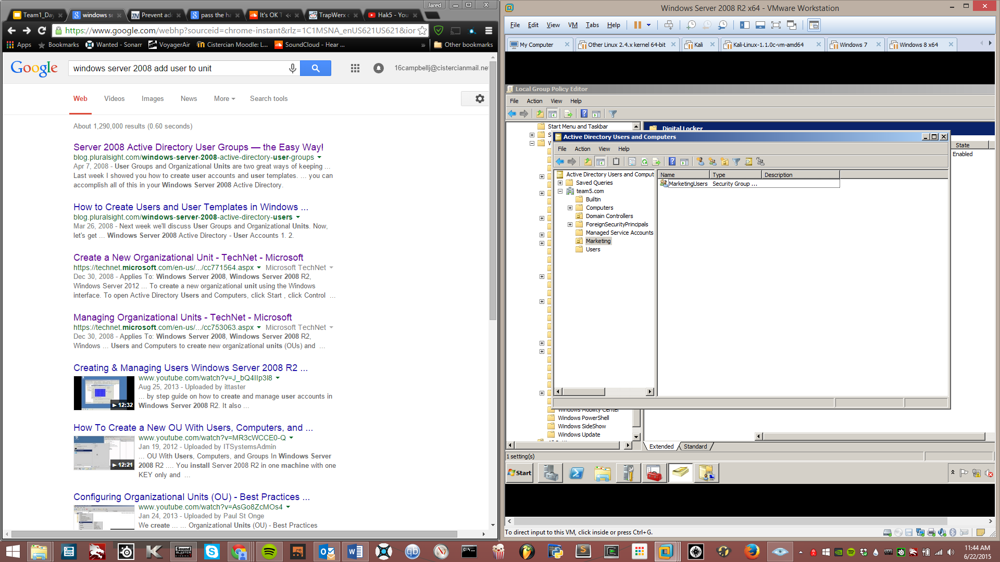 Jared
Team1_Day
windows se
Prevent ad
pass the ha
It's OK T
TrapWerx
Hak5 - You
https://www.google.com/webhp?sourceid=chrome-instant&rlz=1C1MSNA_enUS621US621&ion
Apps
Bookmarks
Wanted - Sonarr
VoyagerAir
Cistercian Moodle: L...
SoundCloud - Hear ...
»
Other bookmarks
Google
windows server 2008 add user to unit
16campbellj@cistercianmail.ne
Web
Videos
Images
News
More
Search tools
About 1,290,000 results (0.60 seconds)
Server 2008 Active Directory User Groups — the Easy Way!
blog.pluralsight.com/windows-server-2008-active-directory-user-groups
Apr 7, 2008 - User Groups and Organizational Units are two great ways of keeping ...
Last week I showed you how to create user accounts and user templates. ... you can
accomplish all of this in your Windows Server 2008 Active Directory.
How to Create Users and User Templates in Windows ...
blog.pluralsight.com/windows-server-2008-active-directory-users
Mar 26, 2008 - Next week we'll discuss User Groups and Organizational Units. Now,
let's get ... Windows Server 2008 Active Directory - User Accounts 1. 2.
Create a New Organizational Unit - TechNet - Microsoft
https://technet.microsoft.com/en-us/.../cc771564.aspx Microsoft TechNet
Dec 30, 2008 - Applies To: Windows Server 2008, Windows Server 2008 R2,
Windows Server 2012 ... To create a new organizational unit using the Windows
interface. To open Active Directory Users and Computers, click Start , click Control ...
Managing Organizational Units - TechNet - Microsoft
https://technet.microsoft.com/en-us/.../cc753063.aspx Microsoft TechNet
Dec 30, 2008 - Applies To: Windows Server 2008, Windows Server 2008 R2,
Windows ... Users and Computers to create new organizational units (OUs) and ...
Creating & Managing Users Windows Server 2008 R2 ...
www.youtube.com/watch?v=J_bQ4IIp3I8
Aug 25, 2013 - Uploaded by ittaster
... by step guide on how to create and manage user accounts in
Windows Server 2008 R2. It also ...
12:32
How To Create a New OU With Users, Computers, and ...
www.youtube.com/watch?v=MR3cWCCE0-Q
Jan 19, 2012 - Uploaded by ITSystemsAdmin
... OU With Users, Computers, and Groups In Windows Server
2008 R2 .... You install Server 2008 R2 in one machine with one
KEY only and ...
12:21
Configuring Organizational Units (OU) - Best Practices ...
www.youtube.com/watch?v=AsGo8ZcMOs4
Jan 24, 2013 - Uploaded by Paul St Onge
We create ... ... Organizational Units (OU) - Best Practices
Windows Server 2008 R2 x64 - VMware Workstation
File
Edit
View
VM
Tabs
Help
My Computer
Other Linux 2.4.x kernel 64-bit
Kali
Kali-Linux-1.1.0c-vm-amd64
Windows 7
Windows 8 x64
Local Group Policy Editor
File
Action
View
Help
Start Menu and Taskbar
Digital Locker
State
Enabled
Active Directory Users and Computers
File
Action
View
Help
Active Directory Users and Comput
Saved Queries
team5.com
Builtin
Computers
Domain Controllers
ForeignSecurityPrincipals
Managed Service Accounts
Marketing
Users
Name
Type
Description
MarketingUsers
Security Group ...
Windows Mobility Center
Windows PowerShell
Windows SideShow
Windows Update
Extended
Standard
1 setting(s)
Start
To direct input to this VM, click inside or press Ctrl+G.
11:44 AM
6/22/2015